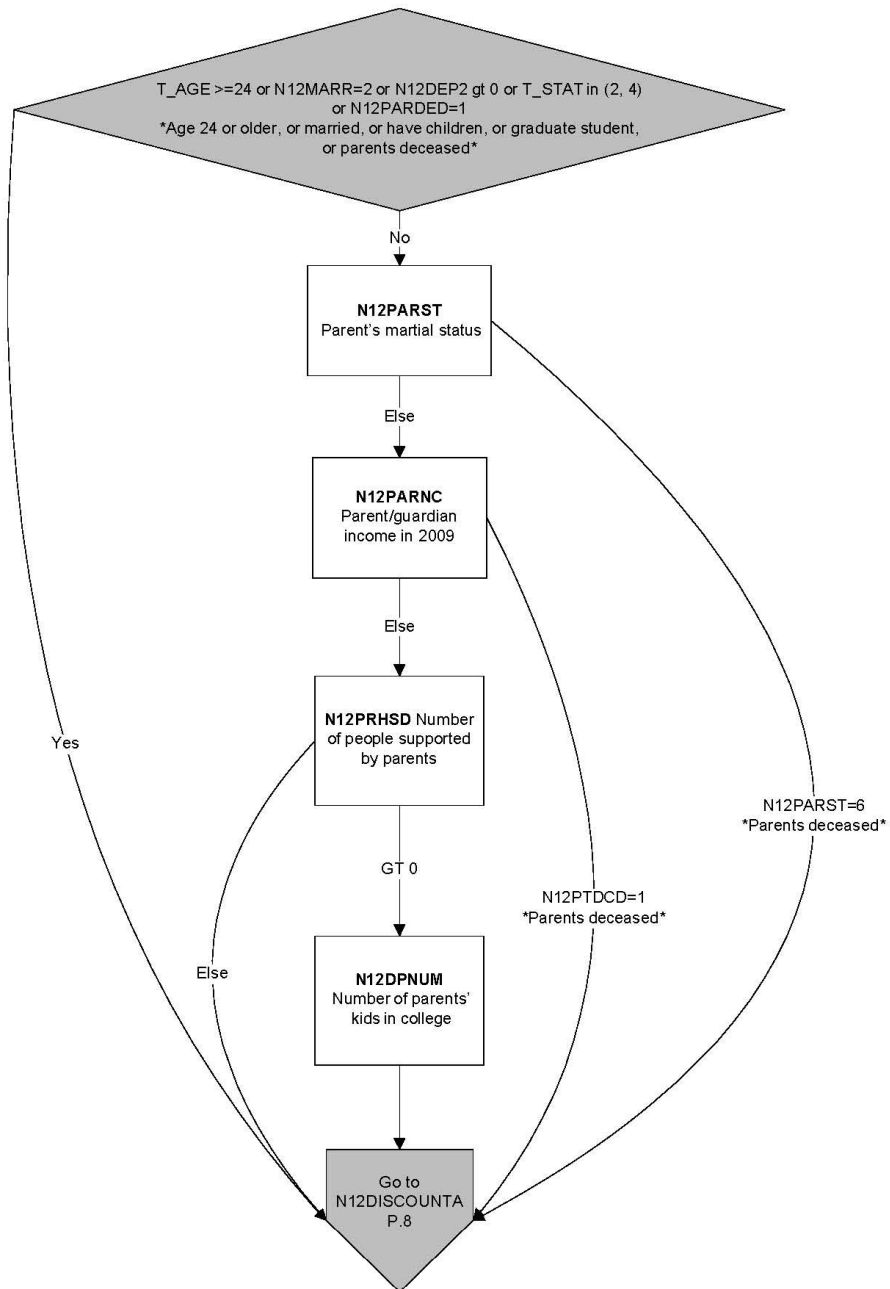 T_AGE >=24 or N12MARR=2 or N12DEP2 gt 0 or T_STAT in (2, 4)
or N12PARDED=1
*Age 24 or older, or married, or have children, or graduate student,
or parents deceased*
No
N12PARST
Parent's martial status
Else
N12PARNC
Parent/guardian
income in 2009
Else
N12PRHSD Number
of people supported
by parents
Yes
N12PARST=6
*Parents deceased*
GT 0
N12PTDCD=1
*Parents deceased*
Else
N12DPNUM
Number of parents'
kids in college
Go to
N12DISCOUNTA
P.8